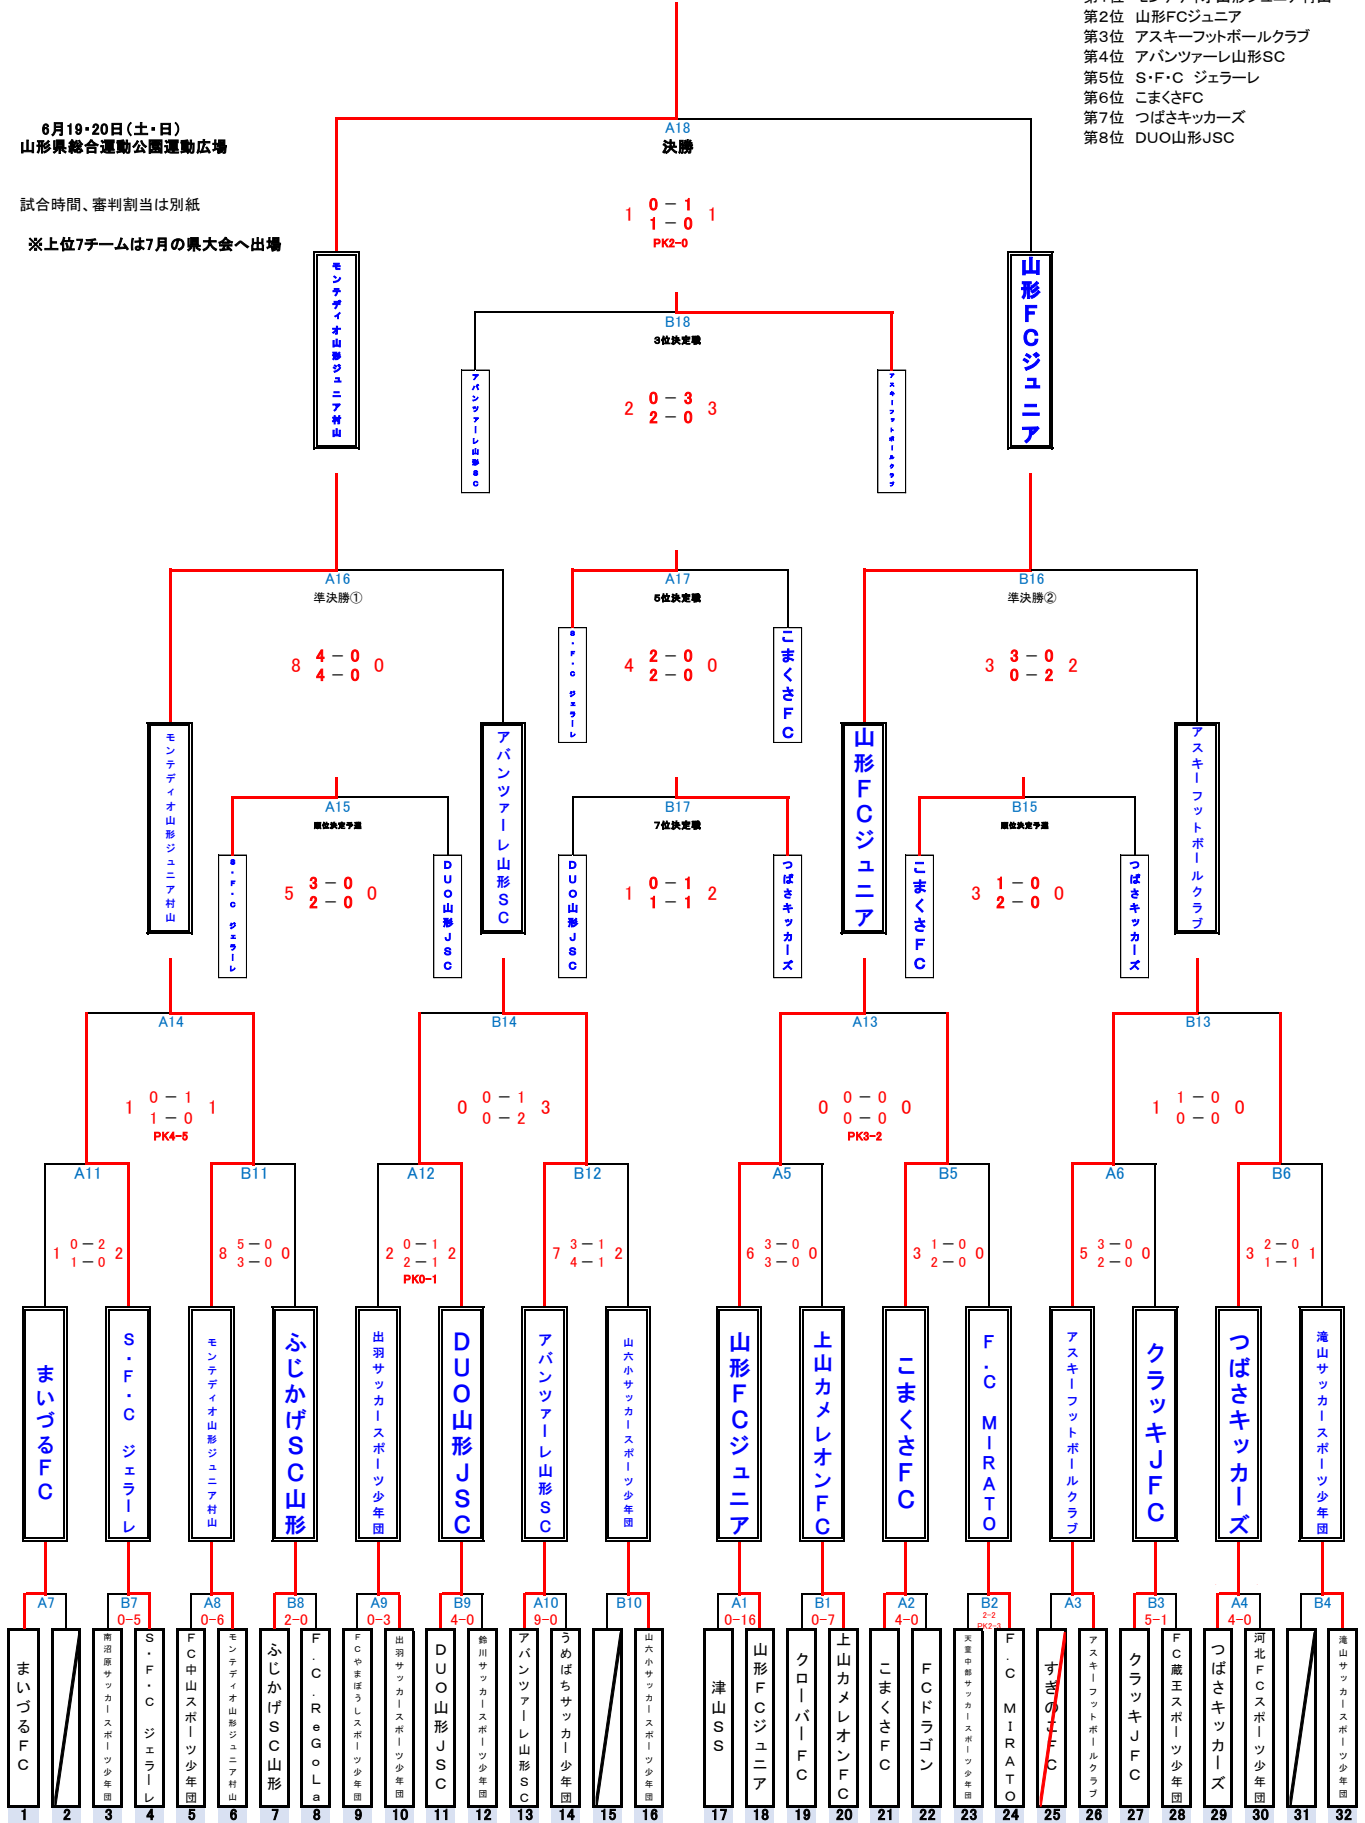 第2位 山形FCジュニア
第3位 アスキーフットボールクラブ
第4位 アバンツァーレ山形SC
第5位 S・F・C ジェラーレ
第6位 こまくさFC
第7位 つばさキッカーズ
第8位 DUO山形JSC
6月19・20日(土・日)
山形県総合運動公園運動広場
試合時間、審判割当は別紙
※上位7チームは7月の県大会へ出場
A18
決勝
1 0-1 1
1-0
PK2-0
モンテディオ山形ジュニア村山
山形FCジュニア
B18
3位決定戦
2 0-3 3
2-0
アバンツァーレ山形SC
アスキーフットボールクラブ
A16
準決勝①
8 4-0 0
4-0
A17
5位決定戦
4 2-0 0
2-0
B16
準決勝②
3 3-0 2
0-2
S・F・C ジェラーレ
こまくさFC
モンテディオ山形ジュニア村山
アバンツァーレ山形SC
山形FCジュニア
アスキーフットボールクラブ
A15
順位決定予選
5 3-0 0
2-0
B17
7位決定戦
1 0-1 2
1-1
B15
順位決定予選
3 1-0 0
2-0
S・F・C ジェラーレ
DUO山形JSC
DUO山形JSC
つばさキッカーズ
こまくさFC
つばさキッカーズ
A14
1 0-1 1
1-0
PK4-5
B14
0 0-1 3
0-2
A13
0 0-0 0
0-0
PK3-2
B13
1 1-0 0
0-0
A11
1 0-2 2
1-0
B11
8 5-0 0
3-0
A12
2 0-1 2
2-1
PK0-1
B12
7 3-1 2
4-1
A5
6 3-0 0
3-0
B5
3 1-0 0
2-0
A6
5 3-0 0
2-0
B6
3 2-0 1
1-1
まいづるFC
S・F・C ジェラーレ
モンテディオ山形ジュニア村山
ふじかげSC山形
出羽サッカースポーツ少年団
DUO山形JSC
アバンツァーレ山形SC
山六小サッカースポーツ少年団
山形FCジュニア
上山カメレオンFC
こまくさFC
F.C MIRATO
アスキーフットボールクラブ
クラッキJFC
つばさキッカーズ
滝山サッカースポーツ少年団
A7
B7
0-5
A8
0-6
B8
2-0
A9
0-3
B9
4-0
A10
9-0
B10
A1
0-16
B1
0-7
A2
4-0
B2
2-2
PK2-3
A3
B3
5-1
A4
4-0
B4
まいづるFC
南沼原サッカースポーツ少年団
S・F・C ジェラーレ
FC中山スポーツ少年団
モンテディオ山形ジュニア村山
ふじかげSC山形
F.C.ReGoLa
FCやまぼうしスポーツ少年団
出羽サッカースポーツ少年団
DUO山形JSC
鈴川サッカースポーツ少年団
アバンツァーレ山形SC
うめばちサッカー少年団
山六小サッカースポーツ少年団
津山SS
山形FCジュニア
クローバーFC
上山カメレオンFC
こまくさFC
FCドラゴン
天童中部サッカースポーツ少年団
F.C MIRATO
すぎのこFC
アスキーフットボールクラブ
クラッキJFC
FC蔵王スポーツ少年団
つばさキッカーズ
河北FCスポーツ少年団
滝山サッカースポーツ少年団
1 2 3 4 5 6 7 8 9 10 11 12 13 14 15 16 17 18 19 20 21 22 23 24 25 26 27 28 29 30 31 32